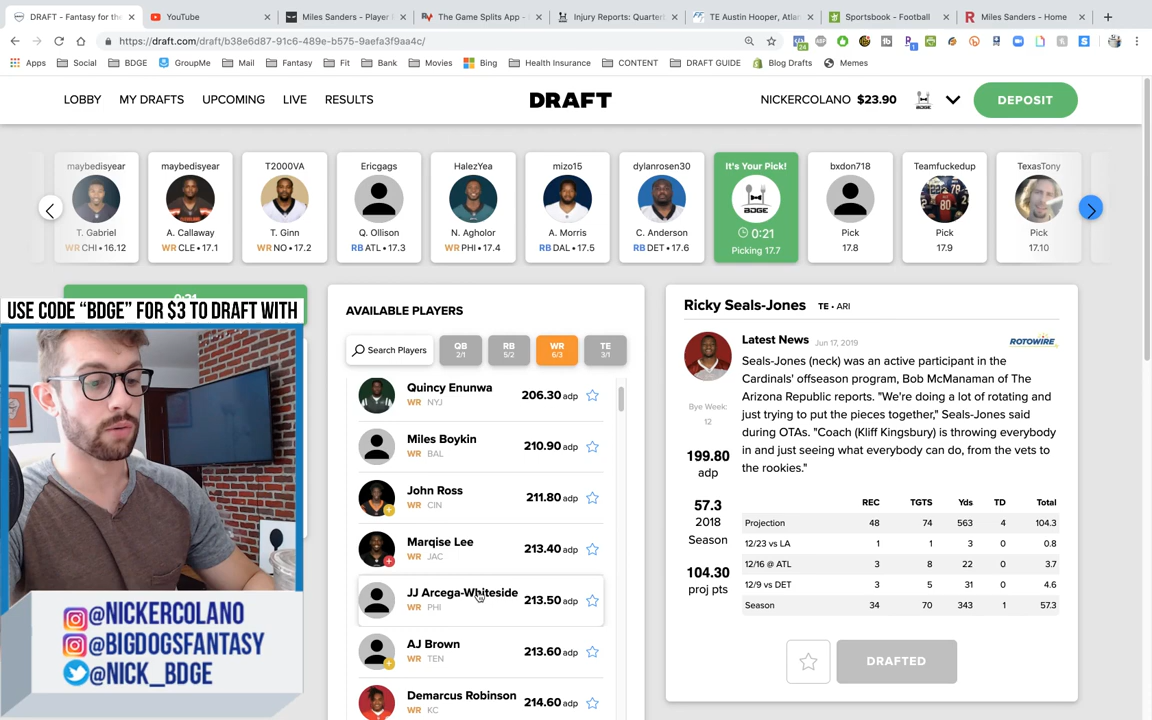 DRAFT - Fantasy for the
YouTube
Miles Sanders - Player
The Game Splits App -
Injury Reports: Quarter
TE Austin Hooper, Atlan
Sportsbook - Football
Miles Sanders - Home
https://draft.com/draft/b38e6d87-91c6-489e-b575-9aefa3f9aa4c/
Apps Social BDGE GroupMe Mail Fantasy Fit Bank Movies Bing Health Insurance CONTENT DRAFT GUIDE Blog Drafts Memes
LOBBY MY DRAFTS UPCOMING LIVE RESULTS
DRAFT
NICKERCOLANO $23.90
DEPOSIT
maybedisyear
T. Gabriel
WR CHI • 16.12
maybedisyear
A. Callaway
WR CLE • 17.1
T2000VA
T. Ginn
WR NO • 17.2
Ericgags
Q. Ollison
RB ATL • 17.3
HalezYea
N. Agholor
WR PHI • 17.4
mizo15
A. Morris
RB DAL • 17.5
dylanrosen30
C. Anderson
RB DET • 17.6
It's Your Pick!
BDGE
0:21
Picking 17.7
bxdon718
Pick
17.8
Teamfuckedup
Pick
17.9
TexasTony
Pick
17.10
USE CODE "BDGE" FOR $3 TO DRAFT WITH
@NICKERCOLANO
@BIGDOGSFANTASY
@NICK_BDGE
AVAILABLE PLAYERS
Search Players
QB
2/1
RB
5/2
WR
6/3
TE
3/1
Quincy Enunwa
WR NYJ
206.30 adp
Miles Boykin
WR BAL
210.90 adp
John Ross
WR CIN
211.80 adp
Marqise Lee
WR JAC
213.40 adp
JJ Arcega-Whiteside
WR PHI
213.50 adp
AJ Brown
WR TEN
213.60 adp
Demarcus Robinson
WR KC
214.60 adp
Ricky Seals-Jones TE • ARI
Latest News Jun 17, 2019
ROTOWIRE
Seals-Jones (neck) was an active participant in the
Cardinals' offseason program, Bob McManaman of The
Arizona Republic reports. "We're doing a lot of rotating and
just trying to put the pieces together," Seals-Jones said
during OTAs. "Coach (Kliff Kingsbury) is throwing everybody
in and just seeing what everybody can do, from the vets to
the rookies."
Bye Week:
12
199.80
adp
57.3
2018
Season
104.30
proj pts
REC TGTS Yds TD Total
Projection 48 74 563 4 104.3
12/23 vs LA 1 1 3 0 0.8
12/16 @ ATL 3 8 22 0 3.7
12/9 vs DET 3 5 31 0 4.6
Season 34 70 343 1 57.3
DRAFTED